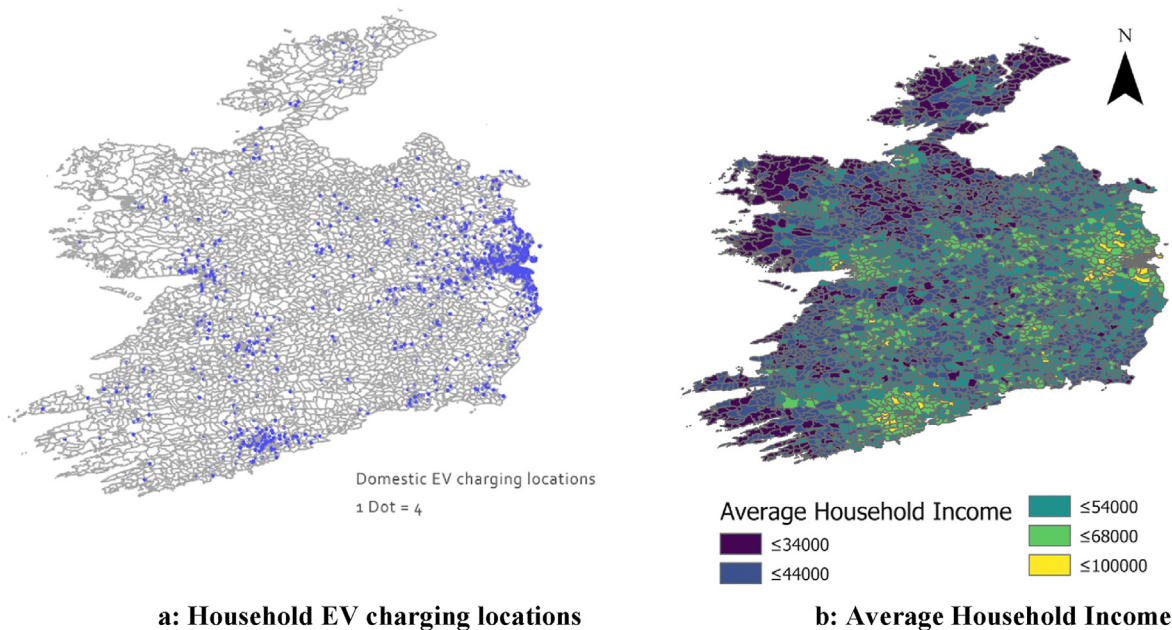 N
Domestic EV charging locations
1 Dot = 4
Average Household Income
≤34000
≤44000
≤54000
≤68000
≤100000
a: Household EV charging locations
b: Average Household Income